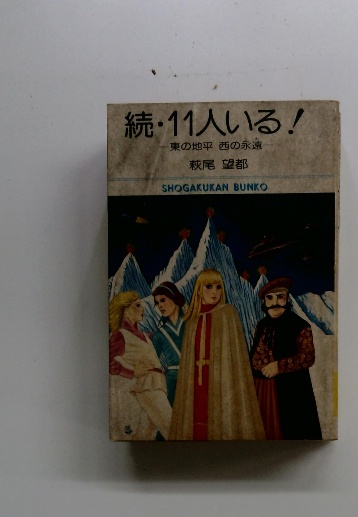 続・11人いる!
―東の地平 西の永遠―
萩尾 望都
SHOGAKUKAN BUNKO